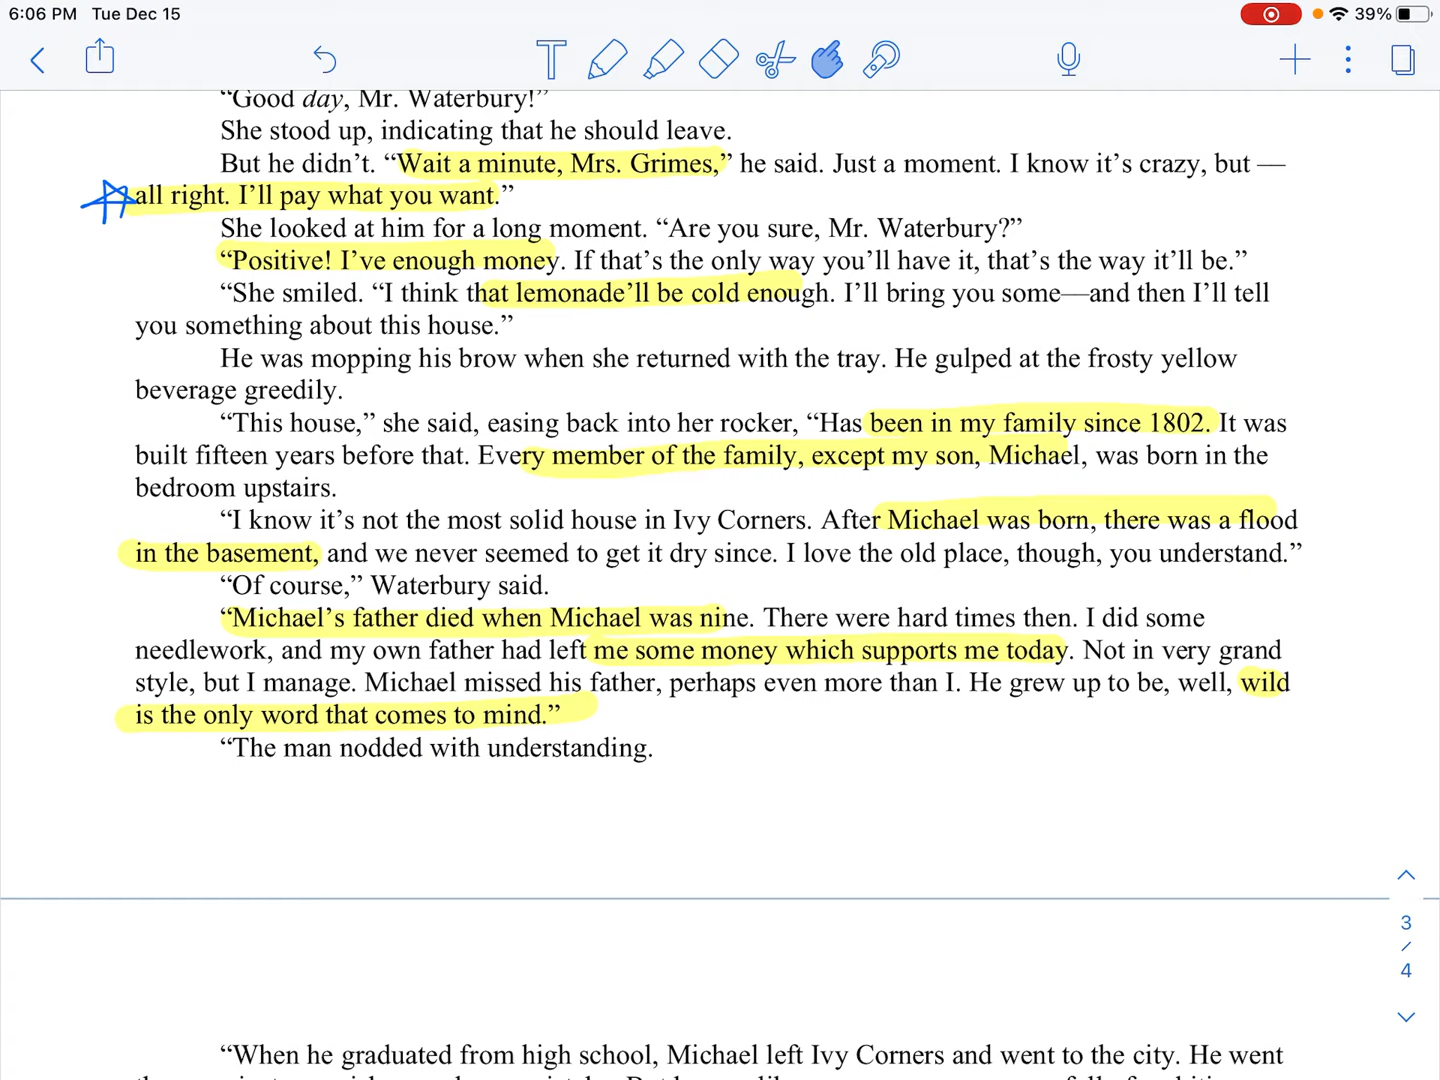 6:06 PM Tue Dec 15
39%
“Good day, Mr. Waterbury!”
She stood up, indicating that he should leave.
But he didn’t. “Wait a minute, Mrs. Grimes,” he said. Just a moment. I know it’s crazy, but —
all right. I’ll pay what you want.”
She looked at him for a long moment. “Are you sure, Mr. Waterbury?”
“Positive! I’ve enough money. If that’s the only way you’ll have it, that’s the way it’ll be.”
“She smiled. “I think that lemonade’ll be cold enough. I’ll bring you some—and then I’ll tell
you something about this house.”
He was mopping his brow when she returned with the tray. He gulped at the frosty yellow
beverage greedily.
“This house,” she said, easing back into her rocker, “Has been in my family since 1802. It was
built fifteen years before that. Every member of the family, except my son, Michael, was born in the
bedroom upstairs.
“I know it’s not the most solid house in Ivy Corners. After Michael was born, there was a flood
in the basement, and we never seemed to get it dry since. I love the old place, though, you understand.”
“Of course,” Waterbury said.
“Michael’s father died when Michael was nine. There were hard times then. I did some
needlework, and my own father had left me some money which supports me today. Not in very grand
style, but I manage. Michael missed his father, perhaps even more than I. He grew up to be, well, wild
is the only word that comes to mind.”
“The man nodded with understanding.
3
/
4
“When he graduated from high school, Michael left Ivy Corners and went to the city. He went